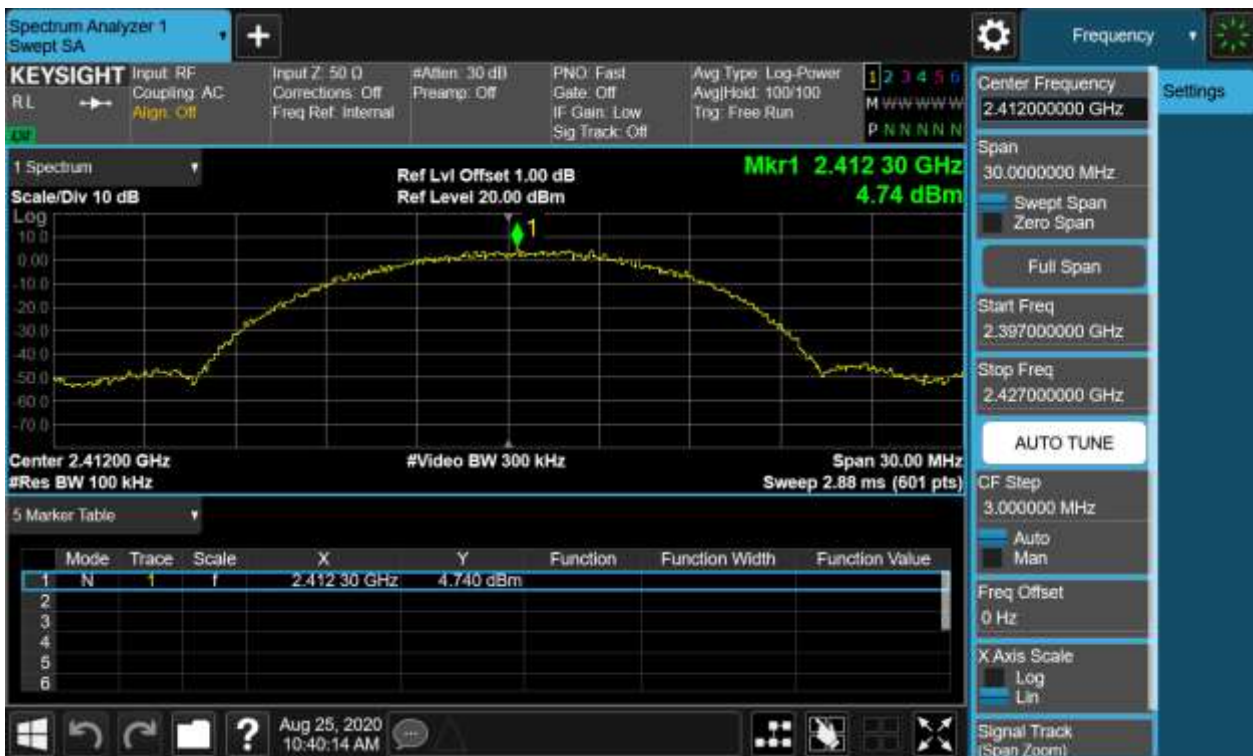 Spectrum Analyzer 1
Swept SA
+
Frequency
KEYSIGHT
RL
Input: RF
Coupling: AC
Align: Off
Input Z: 50 Ω
Corrections: Off
Freq Ref: Internal
#Atten: 30 dB
Preamp: Off
PNO: Fast
Gate: Off
IF Gain: Low
Sig Track: Off
Avg Type: Log-Power
Avg|Hold: 100/100
Trig: Free Run
1 2 3 4 5 6
M W W W W W
P N N N N N
Center Frequency
2.412000000 GHz
Settings
Span
30.0000000 MHz
Swept Span
Zero Span
Full Span
Start Freq
2.397000000 GHz
Stop Freq
2.427000000 GHz
AUTO TUNE
CF Step
3.000000 MHz
Auto
Man
Freq Offset
0 Hz
X Axis Scale
Log
Lin
Signal Track
(Span Zoom)
1 Spectrum
Scale/Div 10 dB
Ref Lvl Offset 1.00 dB
Ref Level 20.00 dBm
Mkr1 2.412 30 GHz
4.74 dBm
Log
1
10.0
0.00
-10.0
-20.0
-30.0
-40.0
-50.0
-60.0
-70.0
Center 2.41200 GHz
#Video BW 300 kHz
Span 30.00 MHz
#Res BW 100 kHz
Sweep 2.88 ms (601 pts)
5 Marker Table
Mode Trace Scale X Y Function Function Width Function Value
1 N 1 f 2.412 30 GHz 4.740 dBm
2
3
4
5
6
?
Aug 25, 2020
10:40:14 AM